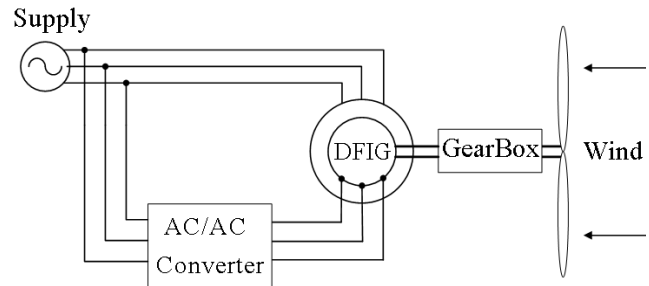 Supply
DFIG
GearBox
Wind
AC/AC
Converter